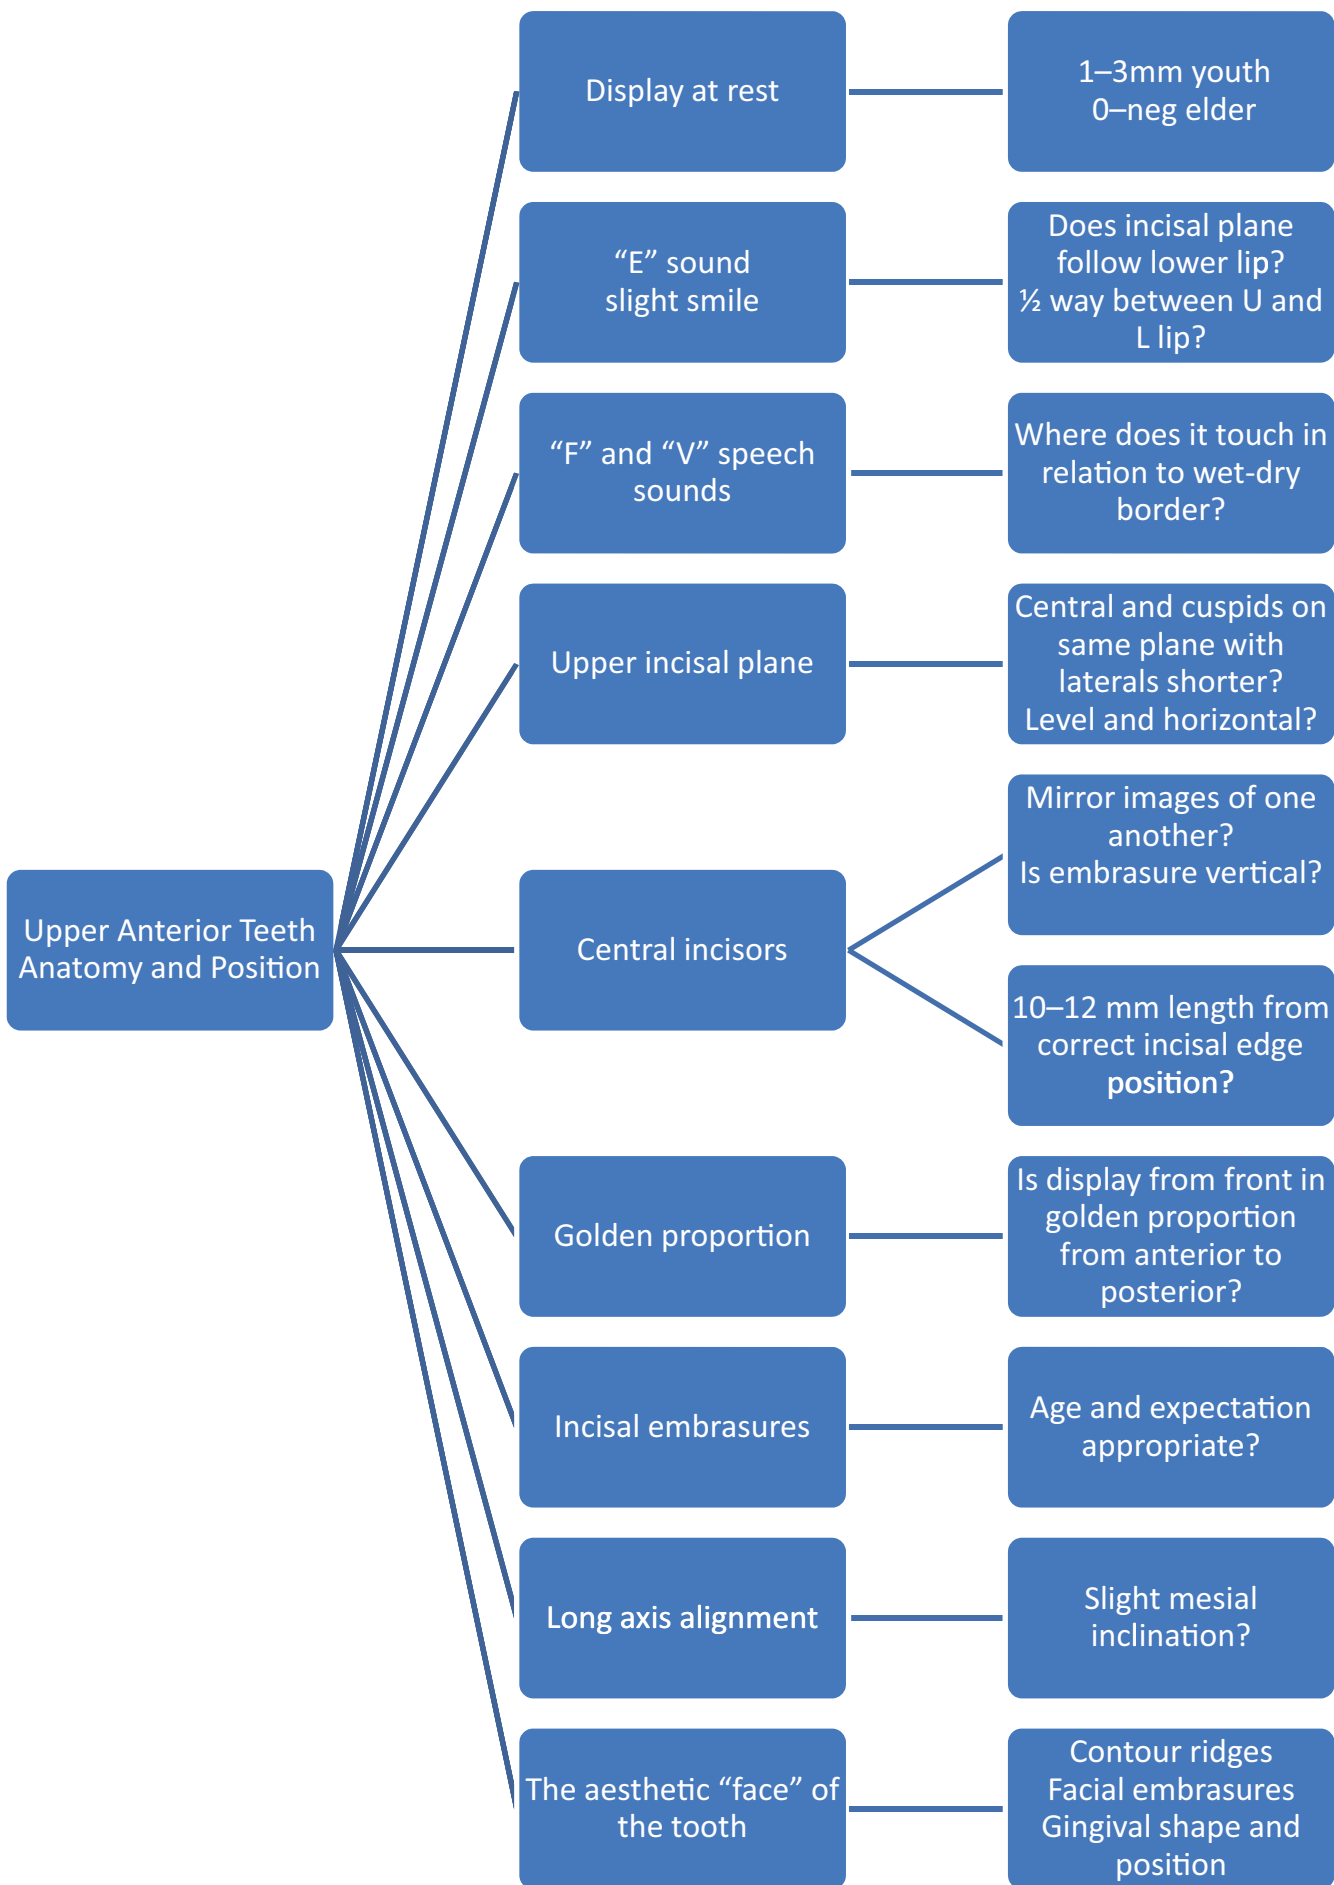 Upper Anterior Teeth
Anatomy and Position
Display at rest
1–3mm youth
0–neg elder
“E” sound
slight smile
Does incisal plane
follow lower lip?
½ way between U and
L lip?
“F” and “V” speech
sounds
Where does it touch in
relation to wet-dry
border?
Upper incisal plane
Central and cuspids on
same plane with
laterals shorter?
Level and horizontal?
Central incisors
Mirror images of one
another?
Is embrasure vertical?
10–12 mm length from
correct incisal edge
position?
Golden proportion
Is display from front in
golden proportion
from anterior to
posterior?
Incisal embrasures
Age and expectation
appropriate?
Long axis alignment
Slight mesial
inclination?
The aesthetic “face” of
the tooth
Contour ridges
Facial embrasures
Gingival shape and
position